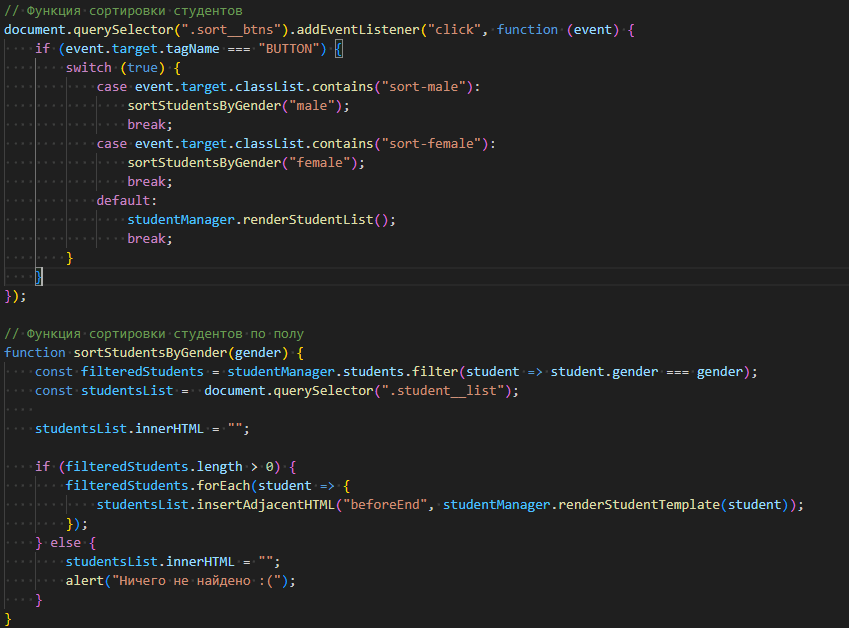 // Функция сортировки студентов
document.querySelector(".sort__btns").addEventListener("click", function (event) {
    if (event.target.tagName === "BUTTON") {
        switch (true) {
            case event.target.classList.contains("sort-male"):
                sortStudentsByGender("male");
                break;
            case event.target.classList.contains("sort-female"):
                sortStudentsByGender("female");
                break;
            default:
                studentManager.renderStudentList();
                break;
        }
    }
});

// Функция сортировки студентов по полу
function sortStudentsByGender(gender) {
    const filteredStudents = studentManager.students.filter(student => student.gender === gender);
    const studentsList =  document.querySelector(".student__list");
    
    studentsList.innerHTML = "";

    if (filteredStudents.length > 0) {
        filteredStudents.forEach(student => {
            studentsList.insertAdjacentHTML("beforeEnd", studentManager.renderStudentTemplate(student));
        });
    } else {
        studentsList.innerHTML = "";
        alert("Ничего не найдено :(");
    }
}